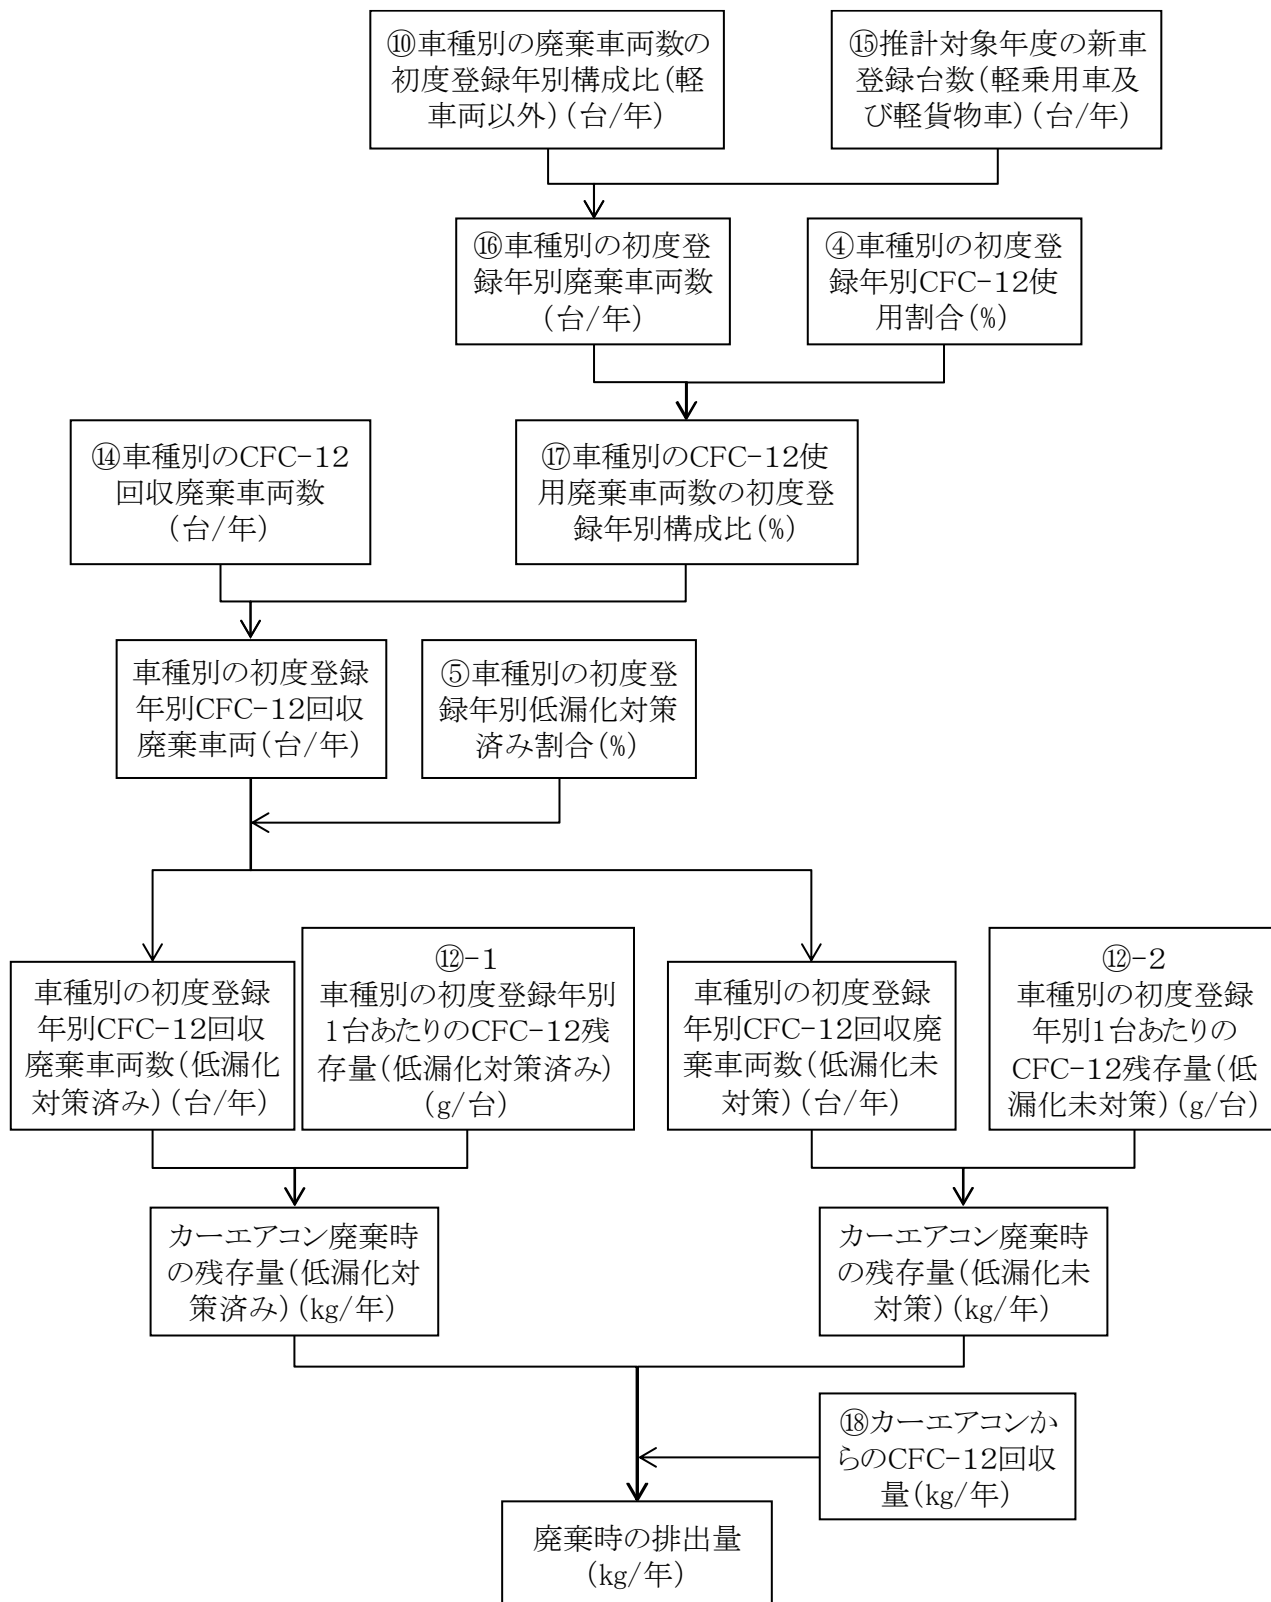 ⑩車種別の廃棄車両数の
初度登録年別構成比(軽
車両以外)(台/年)
⑮推計対象年度の新車
登録台数(軽乗用車及
び軽貨物車)(台/年)
⑯車種別の初度登
録年別廃棄車両数
(台/年)
④車種別の初度登
録年別CFC-12使
用割合(%)
⑭車種別のCFC-12
回収廃棄車両数
(台/年)
⑰車種別のCFC-12使
用廃棄車両数の初度登
録年別構成比(%)
車種別の初度登録
年別CFC-12回収
廃棄車両(台/年)
⑤車種別の初度登
録年別低漏化対策
済み割合(%)
車種別の初度登録
年別CFC-12回収
廃棄車両数(低漏化
対策済み)(台/年)
⑫-1
車種別の初度登録年別
1台あたりのCFC-12残
存量(低漏化対策済み)
(g/台)
車種別の初度登録
年別CFC-12回収廃
棄車両数(低漏化未
対策)(台/年)
⑫-2
車種別の初度登録
年別1台あたりの
CFC-12残存量(低
漏化未対策)(g/台)
カーエアコン廃棄時
の残存量(低漏化対
策済み)(kg/年)
カーエアコン廃棄時
の残存量(低漏化未
対策)(kg/年)
⑱カーエアコンか
らのCFC-12回収
量(kg/年)
廃棄時の排出量
(kg/年)